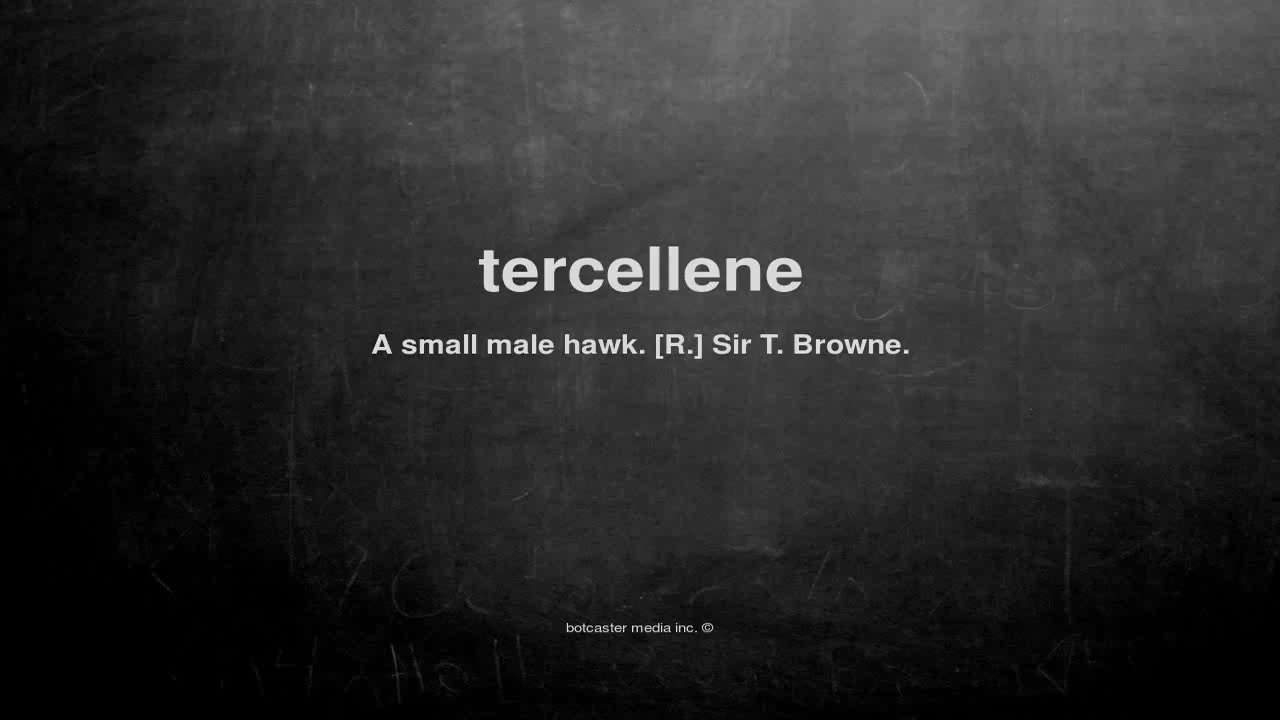 tercellene
A small male hawk. [R.] Sir T. Browne.
botcaster media inc. ©